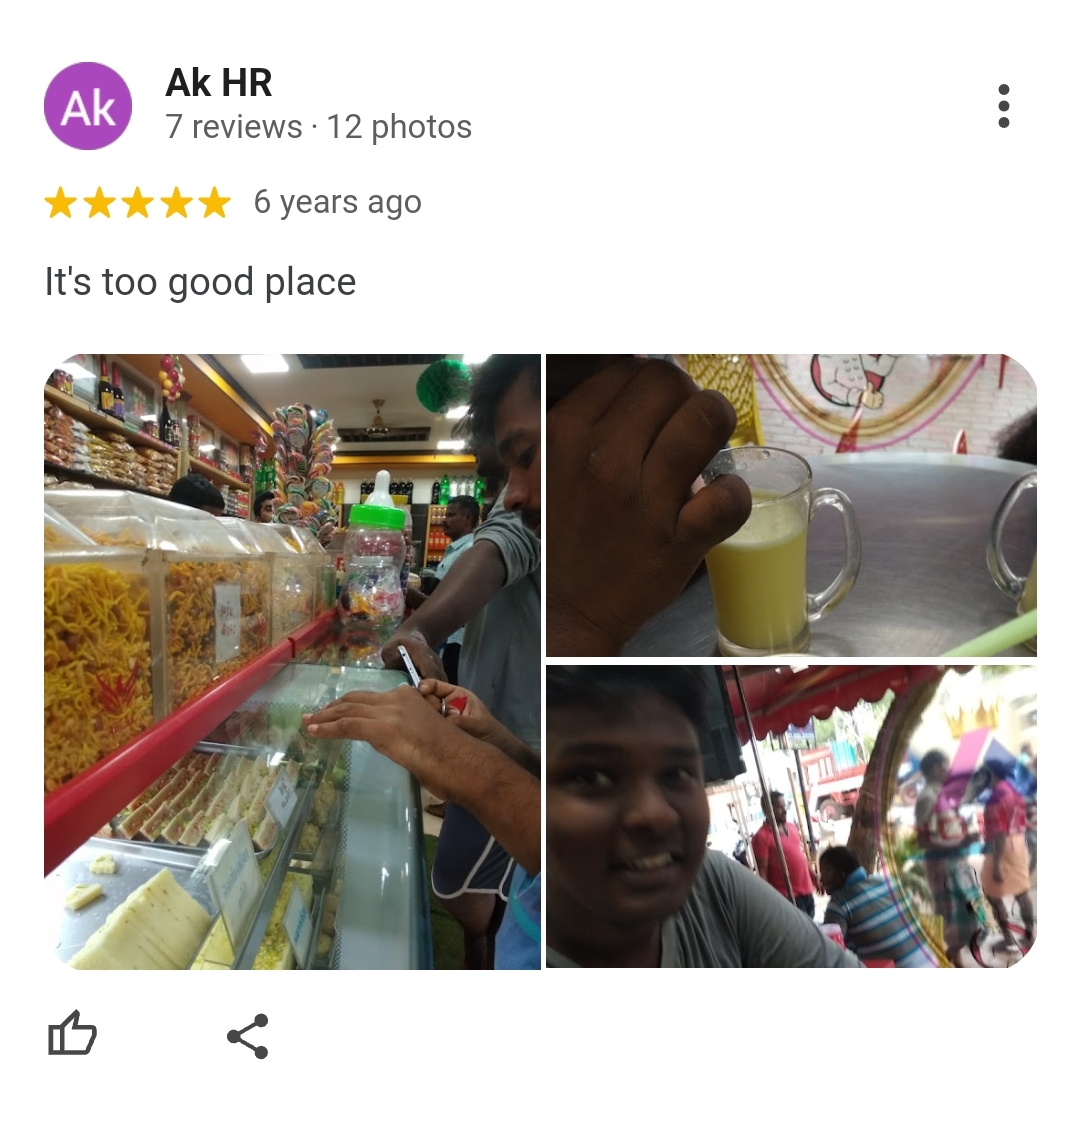 Ak
Ak HR
7 reviews · 12 photos
6 years ago
It's too good place